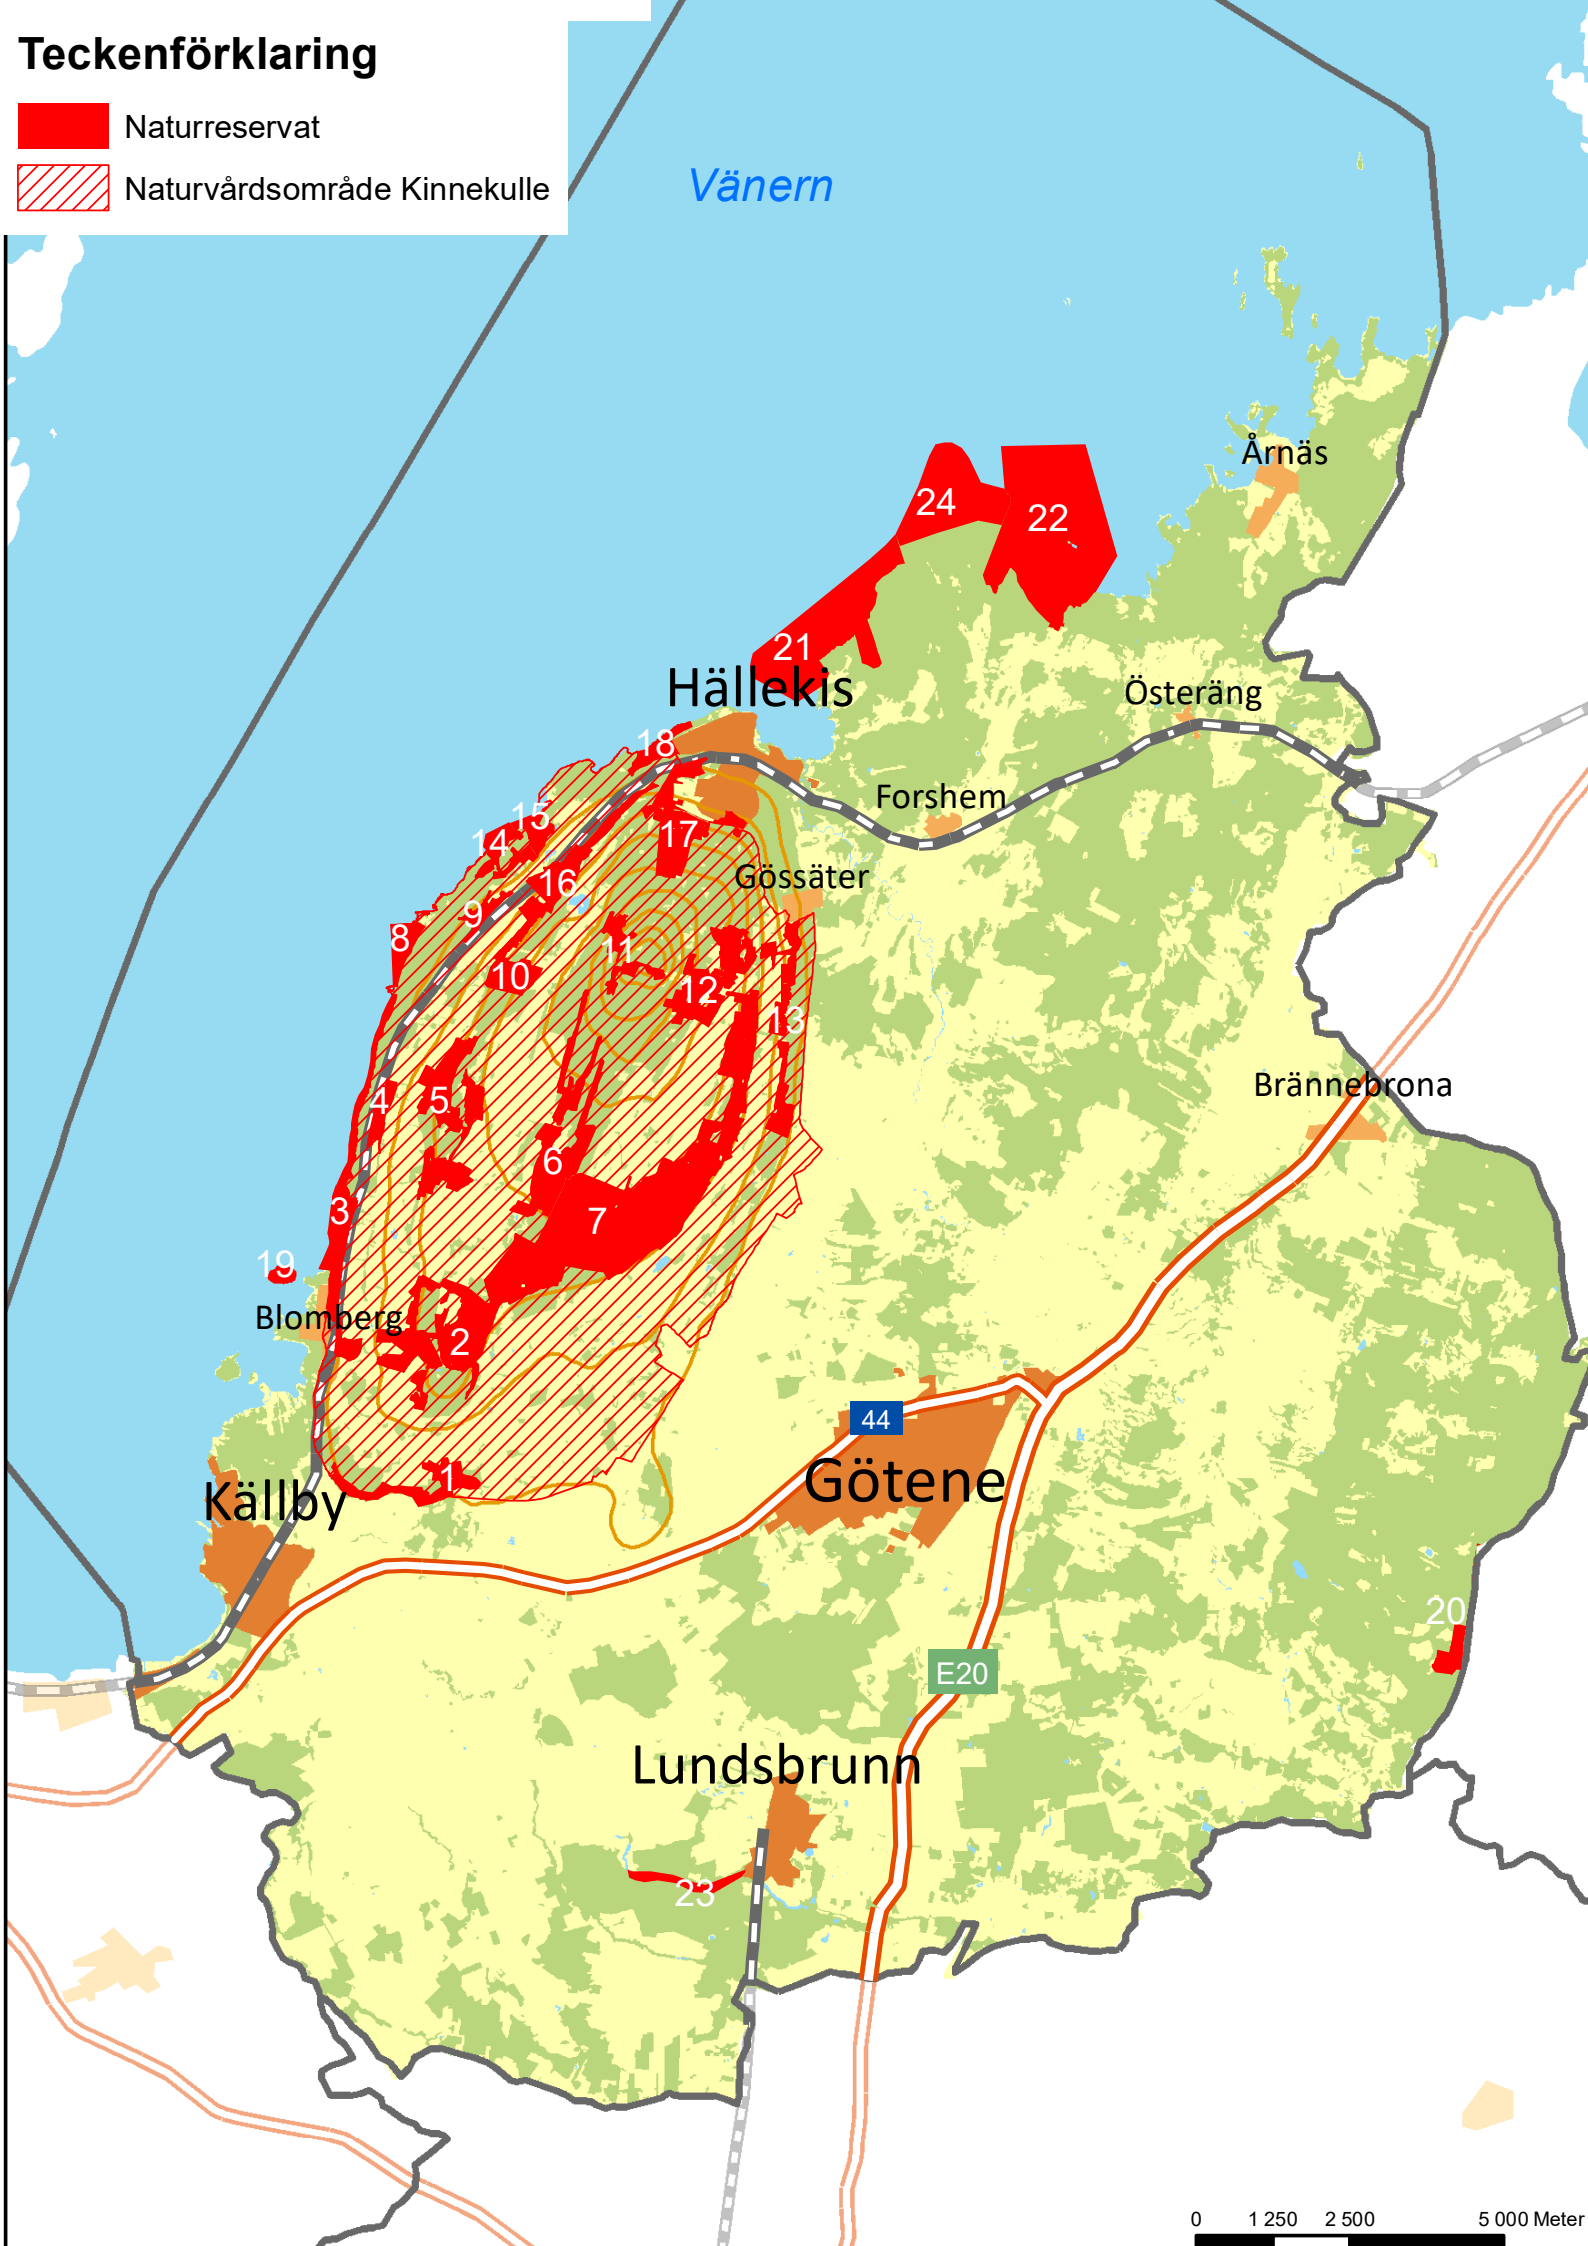 Teckenförklaring
Naturreservat
Naturvårdsområde Kinnekulle
Vänern
Årnäs
24
22
21
Hällekis
Österäng
18
Forshem
15
14
17
Gössäter
16
9
8
11
10
12
13
Brännebrona
5
4
6
3
7
19
Blomberg
2
44
1
Götene
Källby
20
E20
Lundsbrunn
23
0 1 250 2 500 5 000 Meter